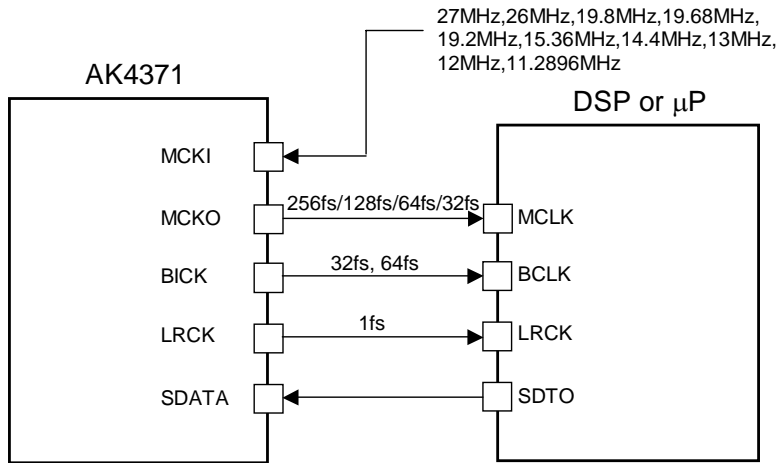 27MHz,26MHz,19.8MHz,19.68MHz,
19.2MHz,15.36MHz,14.4MHz,13MHz,
12MHz,11.2896MHz
AK4371
DSP or μP
MCKI
MCKO
256fs/128fs/64fs/32fs
MCLK
BICK
32fs, 64fs
BCLK
LRCK
1fs
LRCK
SDATA
SDTO